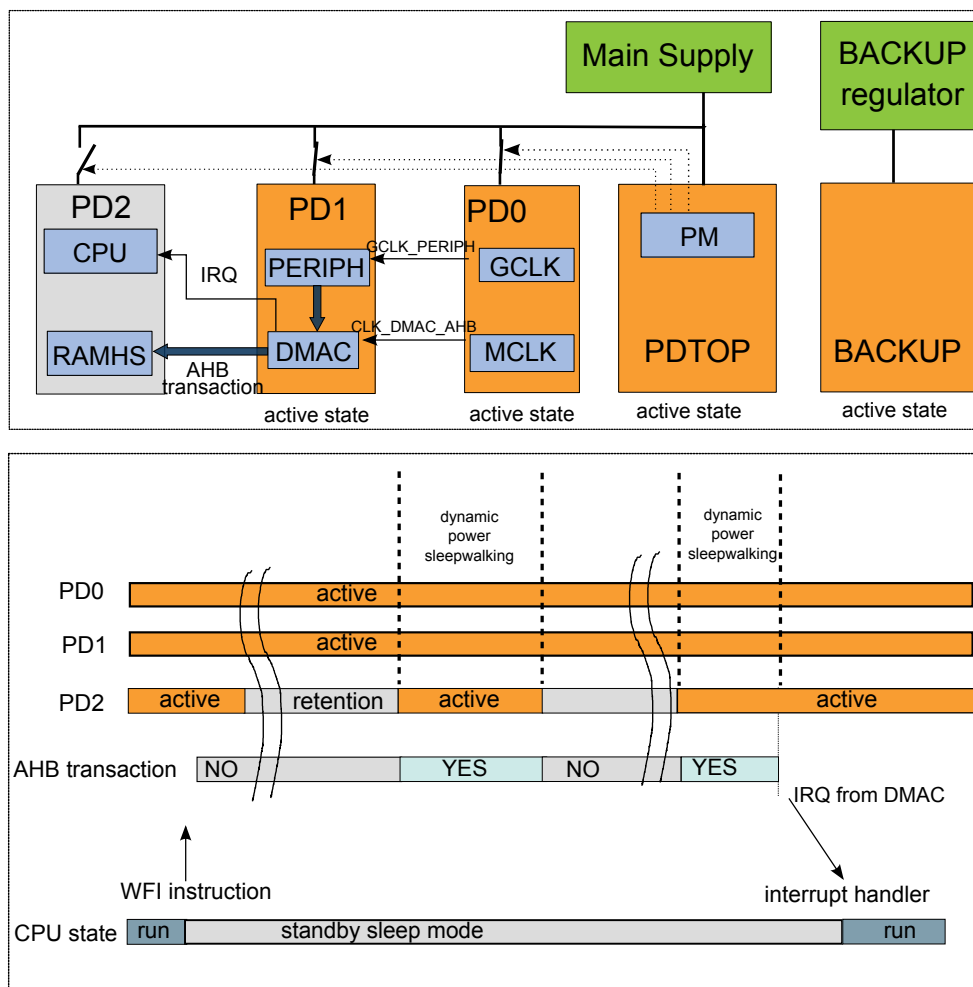 Main Supply
BACKUP
regulator
PD2
PD1
PD0
CPU
IRQ
PERIPH
GCLK_PERIPH
GCLK
PM
RAMHS
AHB
transaction
DMAC
CLK_DMAC_AHB
MCLK
PDTOP
BACKUP
active state
active state
active state
active state
dynamic
power
sleepwalking
dynamic
power
sleepwalking
PD0
active
PD1
active
PD2
active
retention
active
active
AHB transaction
NO
YES
NO
YES
IRQ from DMAC
WFI instruction
interrupt handler
CPU state
run
standby sleep mode
run